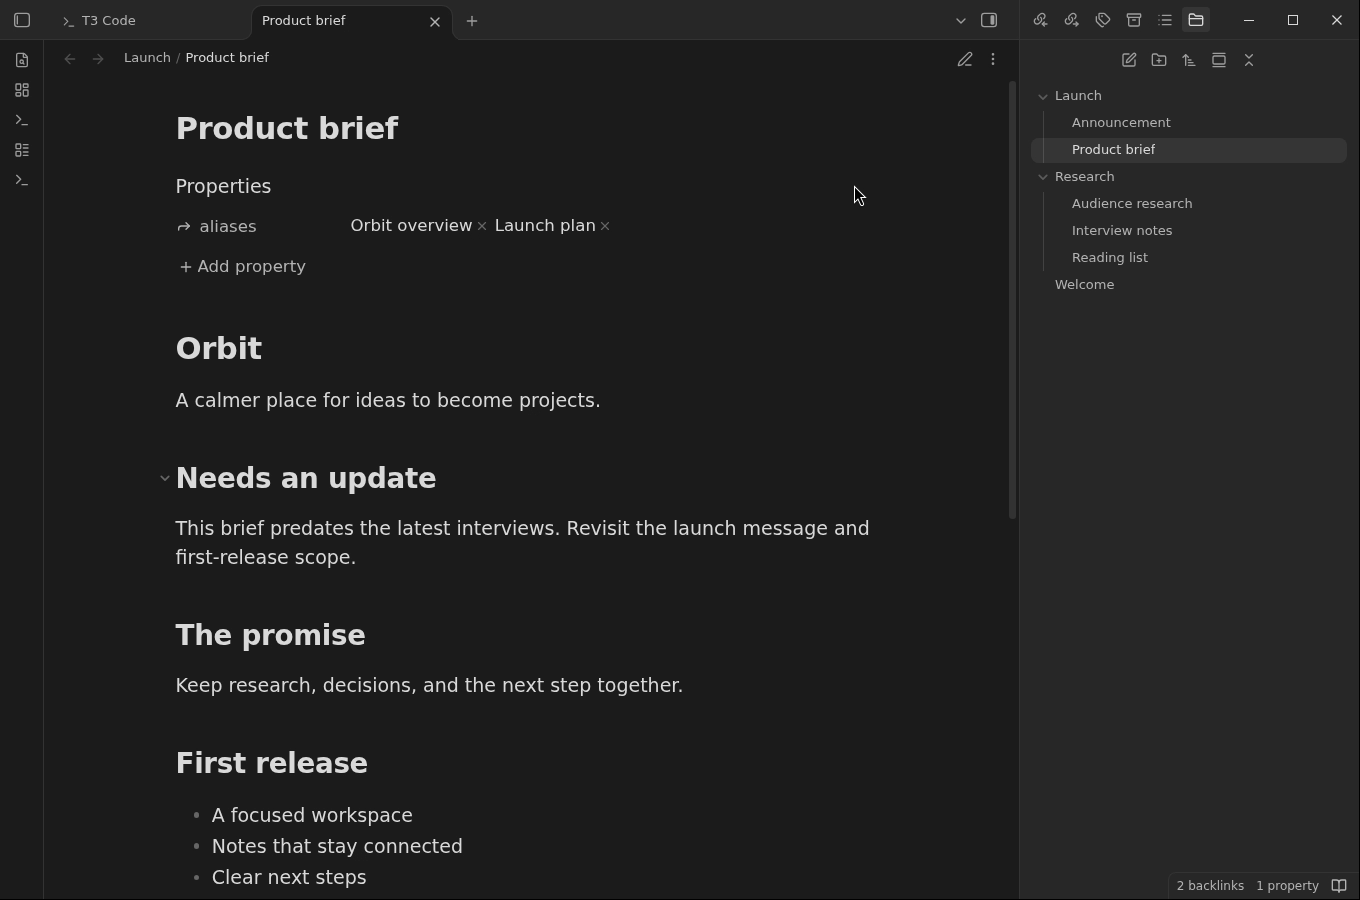 T3 Code
Product brief
Launch / Product brief
Product brief
Properties
aliases Orbit overview × Launch plan ×
+ Add property
Orbit
A calmer place for ideas to become projects.
Needs an update
This brief predates the latest interviews. Revisit the launch message and
first-release scope.
The promise
Keep research, decisions, and the next step together.
First release
• A focused workspace
• Notes that stay connected
• Clear next steps
Launch
Announcement
Product brief
Research
Audience research
Interview notes
Reading list
Welcome
2 backlinks 1 property